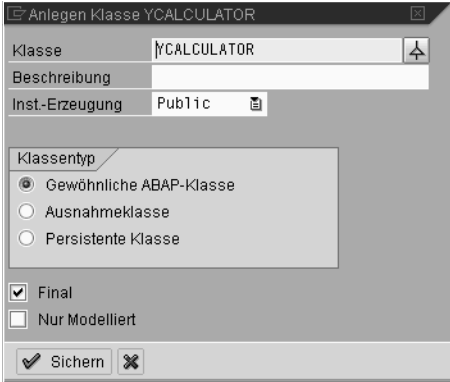 Anlegen Klasse YCALCULATOR
Klasse YCALCULATOR
Beschreibung
Inst.-Erzeugung Public
Klassentyp
Gewöhnliche ABAP-Klasse
Ausnahmeklasse
Persistente Klasse
Final
Nur Modelliert
Sichern